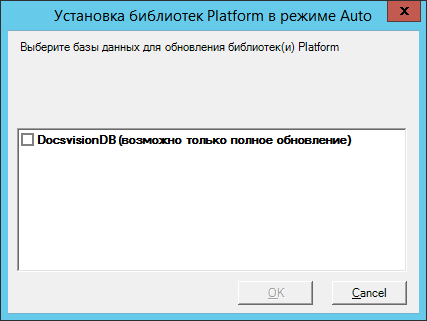 Установка библиотек Platform в режиме Auto
x
Выберите базы данных для обновления библиотек(и) Platform
DocsvisionDB (возможно только полное обновление)
OK
Cancel